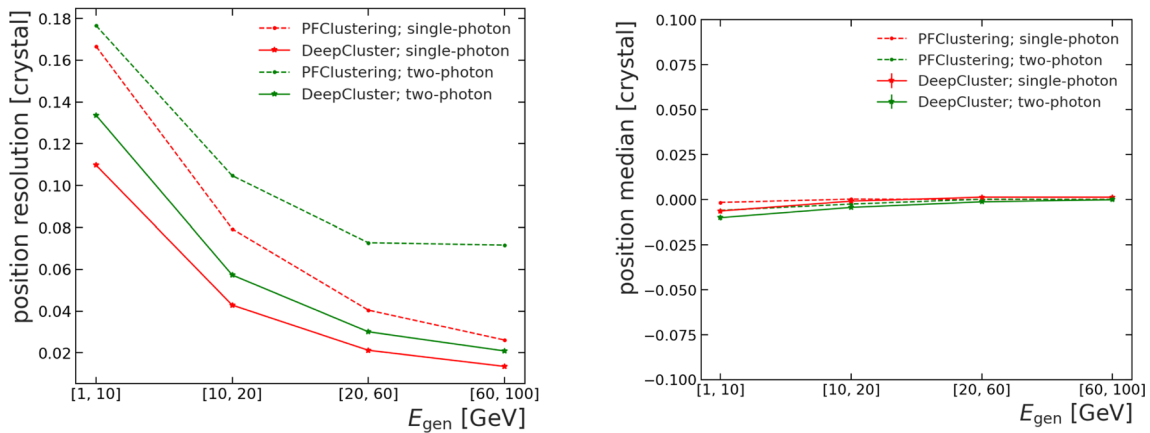 position resolution [crystal]
0.18
0.16
0.14
0.12
0.10
0.08
0.06
0.04
0.02
PFClustering; single-photon
DeepCluster; single-photon
PFClustering; two-photon
DeepCluster; two-photon
[1, 10]
[10, 20]
[20, 60]
[60, 100]
E_gen [GeV]
position median [crystal]
0.100
0.075
0.050
0.025
0.000
−0.025
−0.050
−0.075
−0.100
PFClustering; single-photon
PFClustering; two-photon
DeepCluster; single-photon
DeepCluster; two-photon
[1, 10]
[10, 20]
[20, 60]
[60, 100]
E_gen [GeV]